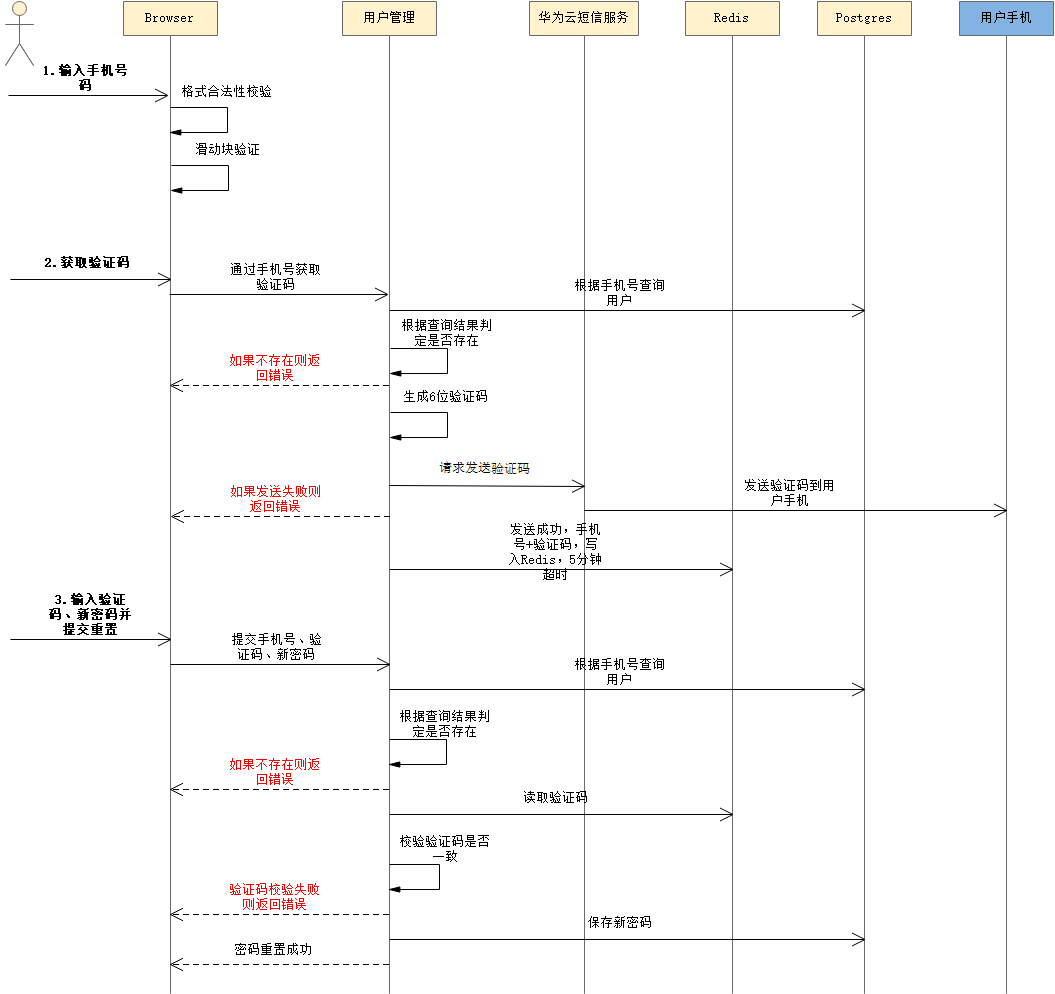 Browser
用户管理
华为云短信服务
Redis
Postgres
用户手机
1.输入手机号
码
格式合法性校验
滑动块验证
2.获取验证码
通过手机号获取
验证码
根据手机号查询
用户
根据查询结果判
定是否存在
如果不存在则返
回错误
生成6位验证码
请求发送验证码
如果发送失败则
返回错误
发送验证码到用
户手机
发送成功，手机
号+验证码，写
入Redis，5分钟
超时
3.输入验证
码、新密码并
提交重置
提交手机号、验
证码、新密码
根据手机号查询
用户
根据查询结果判
定是否存在
如果不存在则返
回错误
读取验证码
校验验证码是否
一致
验证码校验失败
则返回错误
保存新密码
密码重置成功